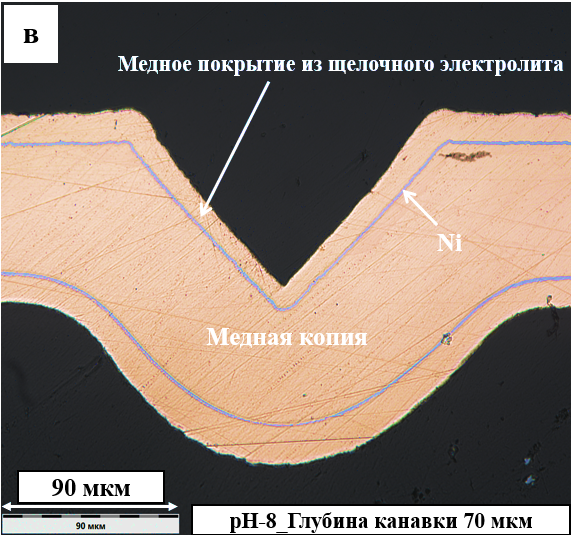 в
Медное покрытие из щелочного электролита
Ni
Медная копия
90 мкм
90 мкм
pH-8_Глубина канавки 70 мкм